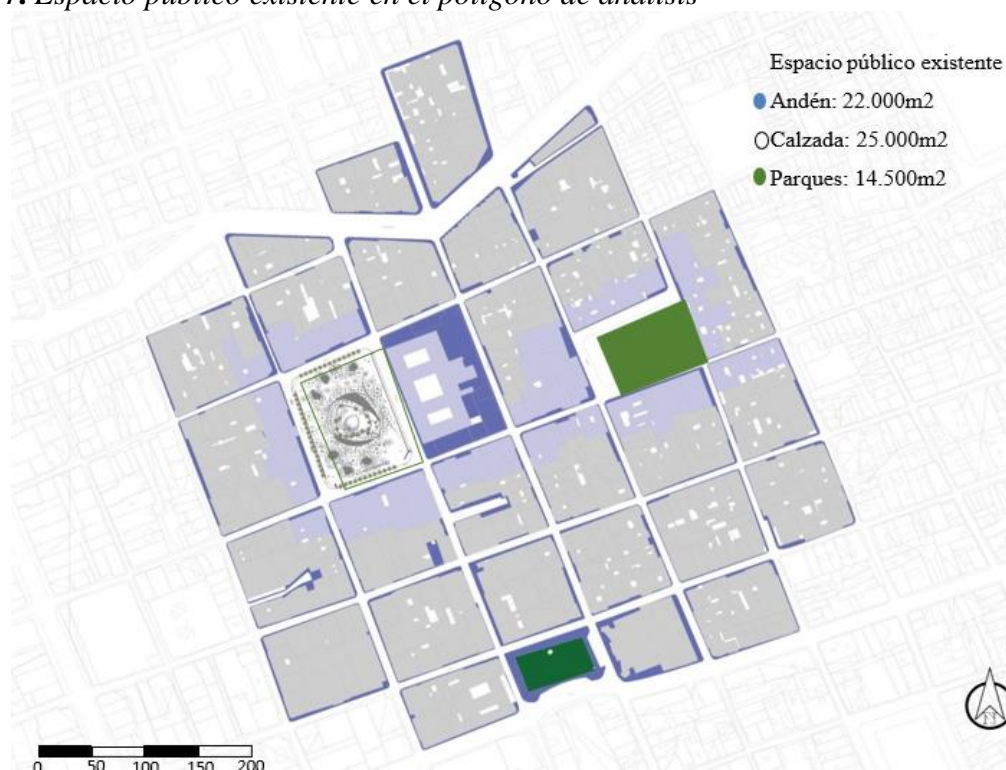 7. Espacio público existente en el polígono de análisis
Espacio público existente
Andén: 22.000m2
Calzada: 25.000m2
Parques: 14.500m2
0 50 100 150 200